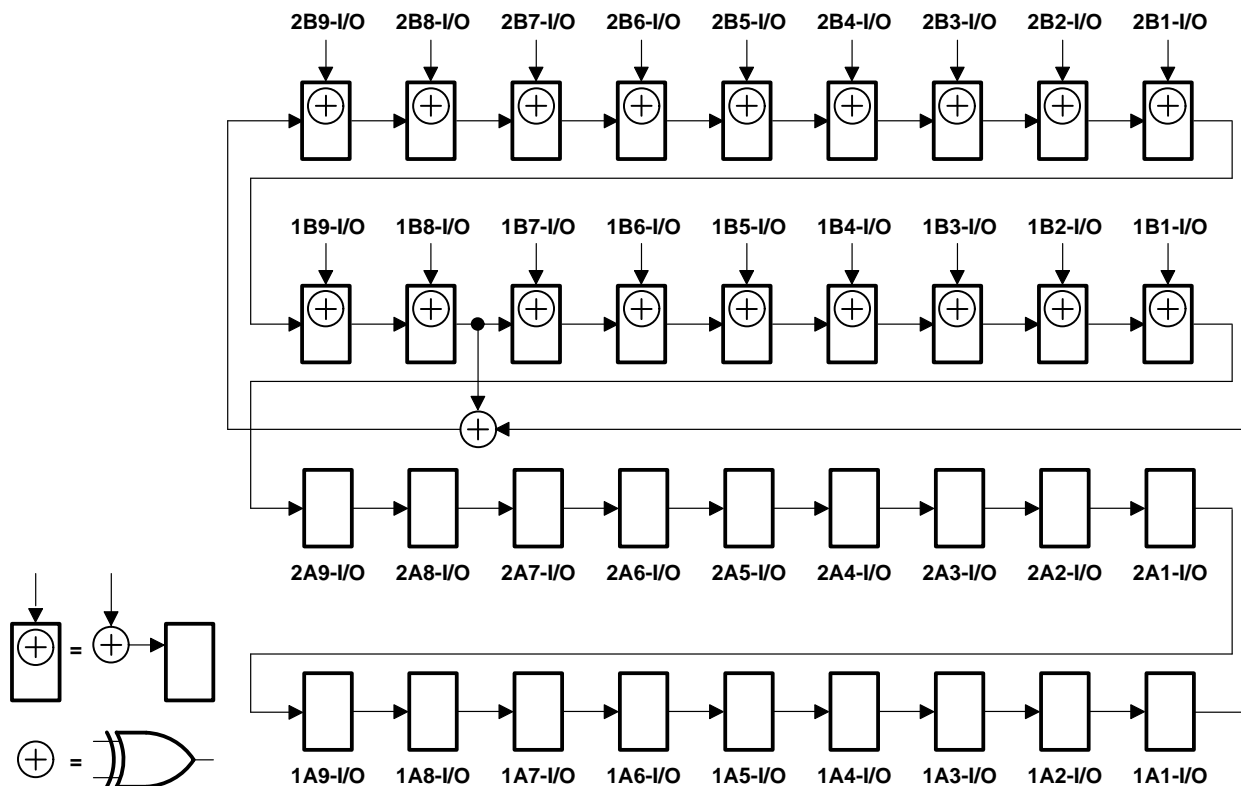 2B9-I/O 2B8-I/O 2B7-I/O 2B6-I/O 2B5-I/O 2B4-I/O 2B3-I/O 2B2-I/O 2B1-I/O
1B9-I/O 1B8-I/O 1B7-I/O 1B6-I/O 1B5-I/O 1B4-I/O 1B3-I/O 1B2-I/O 1B1-I/O
2A9-I/O 2A8-I/O 2A7-I/O 2A6-I/O 2A5-I/O 2A4-I/O 2A3-I/O 2A2-I/O 2A1-I/O
=
=
1A9-I/O 1A8-I/O 1A7-I/O 1A6-I/O 1A5-I/O 1A4-I/O 1A3-I/O 1A2-I/O 1A1-I/O